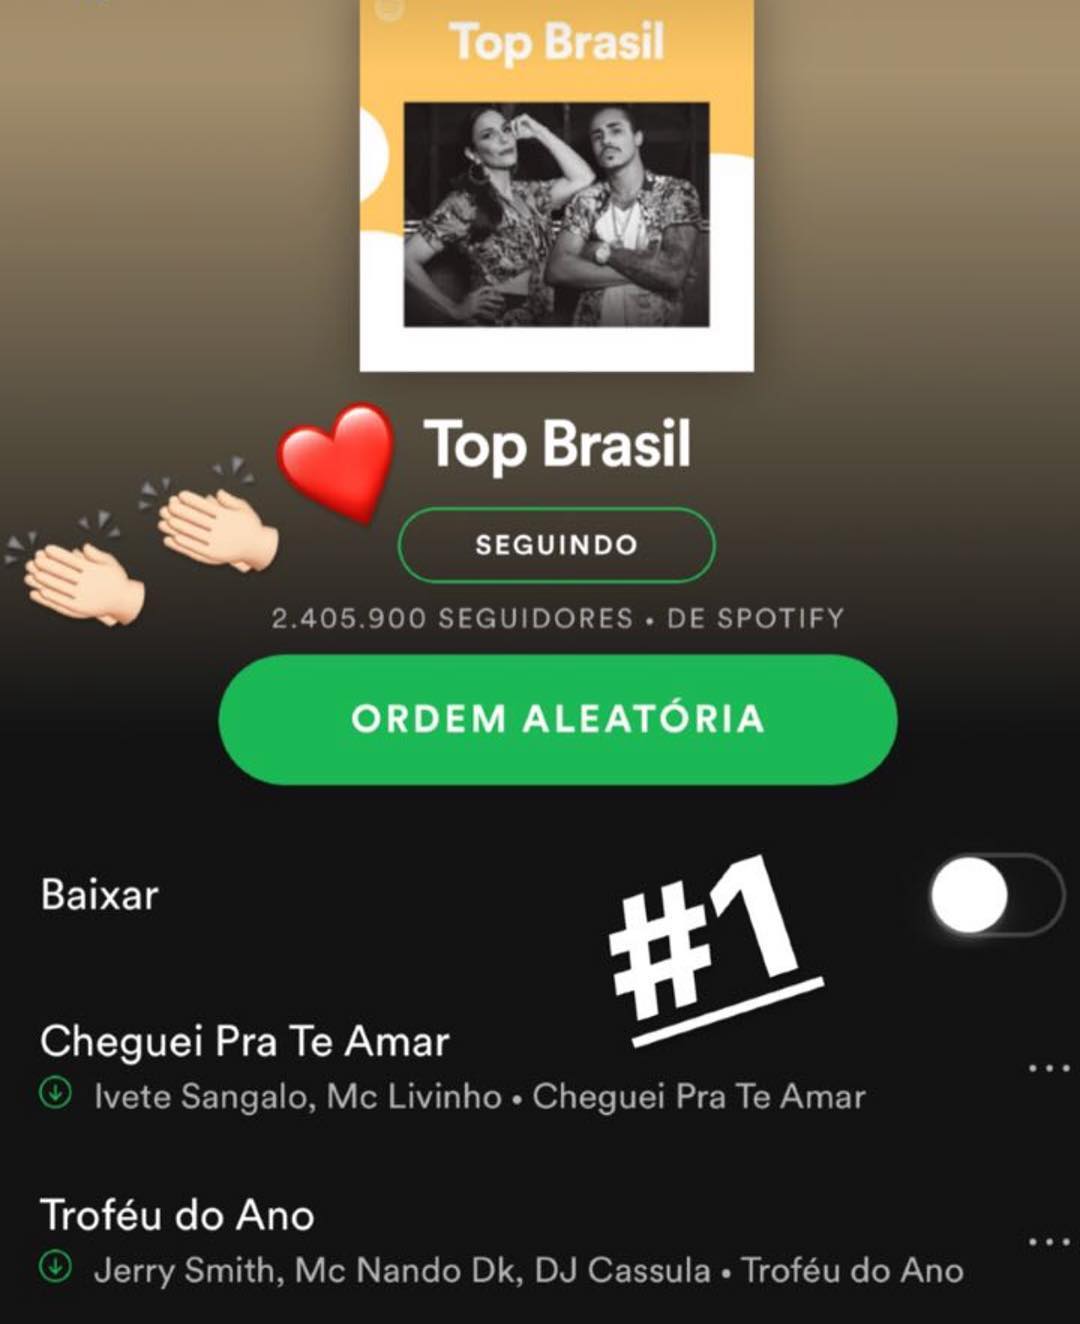 Top Brasil
Top Brasil
SEGUINDO
2.405.900 SEGUIDORES • DE SPOTIFY
ORDEM ALEATÓRIA
Baixar
#1
Cheguei Pra Te Amar
Ivete Sangalo, Mc Livinho • Cheguei Pra Te Amar
Troféu do Ano
Jerry Smith, Mc Nando Dk, DJ Cassula • Troféu do Ano